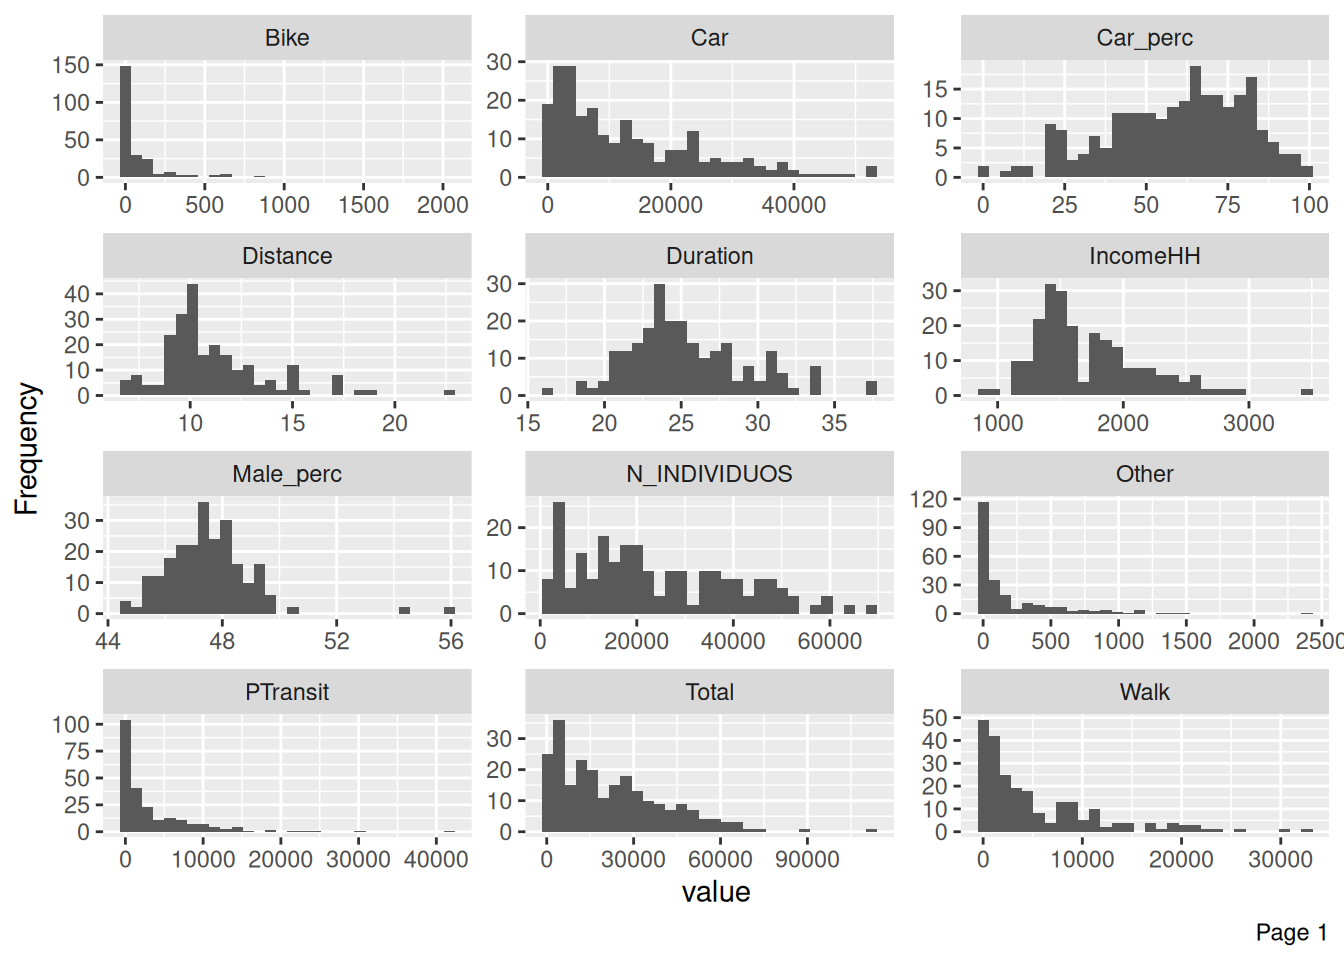 Bike
Car
Car_perc
150
100
50
0
0 500 1000 1500 2000
30
20
10
0
0 20000 40000
15
10
5
0
0 25 50 75 100
Distance
Duration
IncomeHH
40
30
20
10
0
10 15 20
30
20
10
0
15 20 25 30 35
30
20
10
0
1000 2000 3000
Frequency
Male_perc
N_INDIVIDUOS
Other
30
20
10
0
44 48 52 56
20
10
0
0 20000 40000 60000
120
90
60
30
0
0 500 1000 1500 2000 2500
PTransit
Total
Walk
100
75
50
25
0
0 10000 20000 30000 40000
30
20
10
0
0 30000 60000 90000
50
40
30
20
10
0
0 10000 20000 30000
value
Page 1